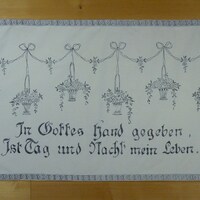 In Gottes Hand gegeben,
Ist Tag und Nacht mein Leben.